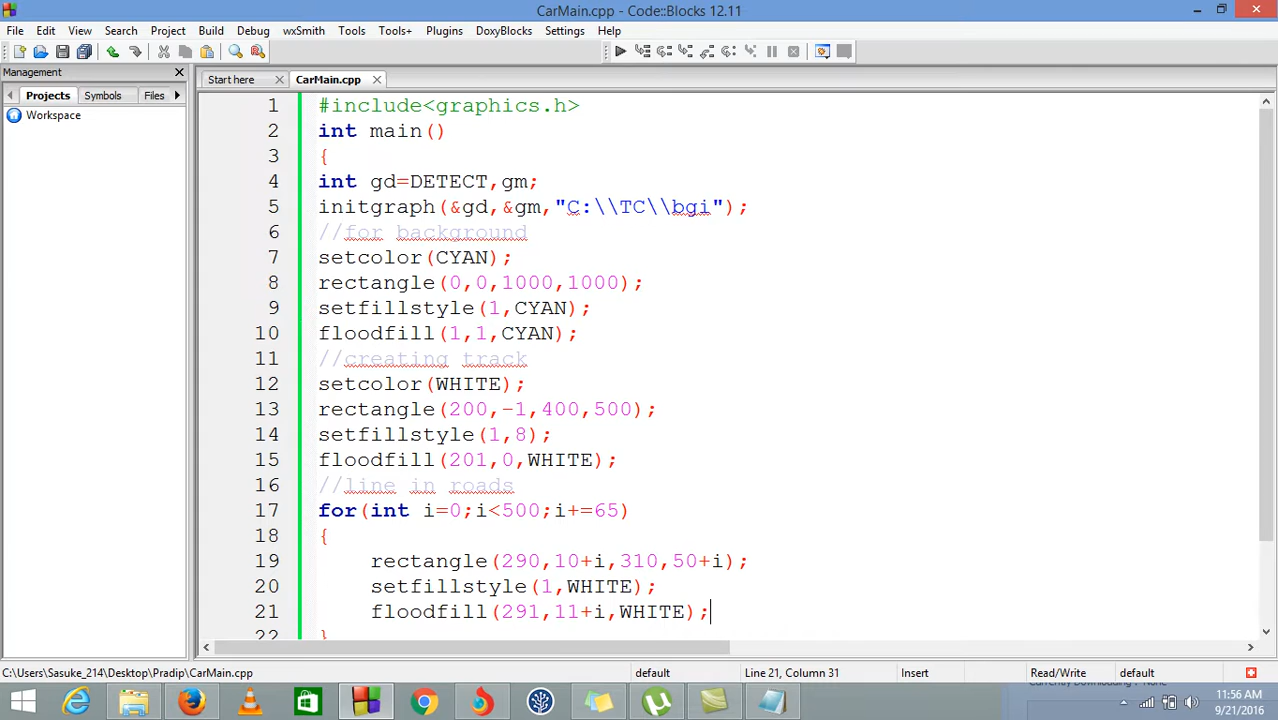 CarMain.cpp - Code::Blocks 12.11
File Edit View Search Project Build Debug wxSmith Tools Tools+ Plugins DoxyBlocks Settings Help
Management
Start here CarMain.cpp
Projects Symbols Files
Workspace
1 #include<graphics.h>
2 int main()
3 {
4 int gd=DETECT,gm;
5 initgraph(&gd,&gm,"C:\\TC\\bgi");
6 //for background
7 setcolor(CYAN);
8 rectangle(0,0,1000,1000);
9 setfillstyle(1,CYAN);
10 floodfill(1,1,CYAN);
11 //creating track
12 setcolor(WHITE);
13 rectangle(200,-1,400,500);
14 setfillstyle(1,8);
15 floodfill(201,0,WHITE);
16 //line in roads
17 for(int i=0;i<500;i+=65)
18 {
19 rectangle(290,10+i,310,50+i);
20 setfillstyle(1,WHITE);
21 floodfill(291,11+i,WHITE);
22 }
C:\Users\Sasuke_214\Desktop\Pradip\CarMain.cpp default Line 21, Column 31 Insert Read/Write default
Currently Downloading : None
11:56 AM
9/21/2016